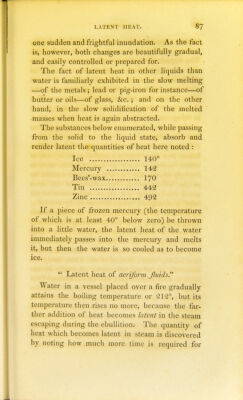 LATENT HEAT. 87
one sudden and frightful inundation. As the fact
is, however, both changes are beautifully gradual,
and easily controlled or prepared for.
The fact of latent heat in other liquids than
water is familiarly exhibited in the slow melting
—of the metals; lead or pig-iron for instance—of
butter or oils—of glass, &c.; and on the other
hand, in the slow solidification of the melted
masses when heat is again abstracted.
The substances below enumerated, while passing
from the solid to the liquid state, absorb and
render latent the quantities of heat here noted:
Ice .................. 140°
Mercury ............ 142
Bees'-wax............ 170
Tin .................. 442
Zinc .................. 492
If a piece of frozen mercury (the temperature
of which is at least 40° below zero) be thrown
into a little water, the latent heat of the water
immediately passes into the mercury and melts
it, but then the water is so cooled as to become
ice.
“ Latent heat of aeriform fluids.”
Water in a vessel placed over a fire gradually
attains the boiling temperature or 212°, but its
temperature then rises no more, because the far-
ther addition of heat becomes latent in the steam
escaping during the ebullition. The quantity of
heat which becomes latent in steam is discovered
by noting how much more time is required for